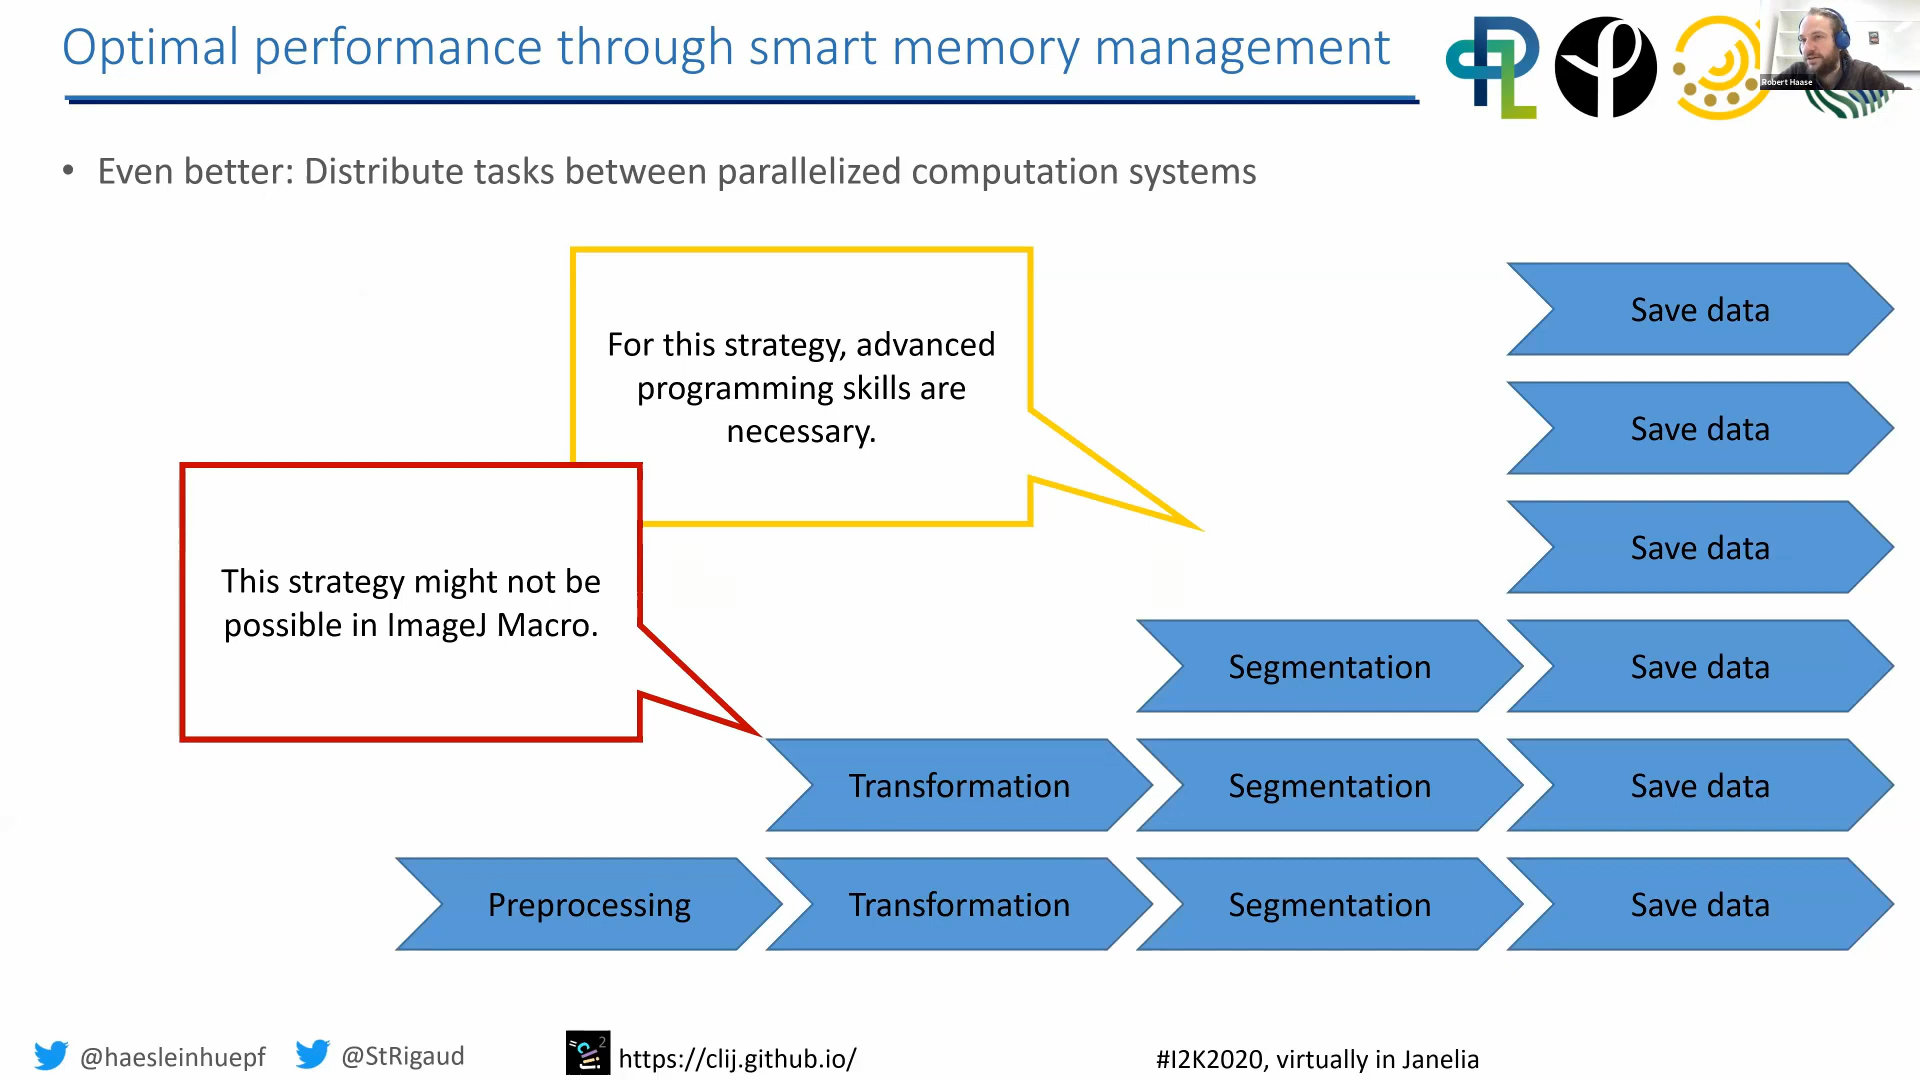 Optimal performance through smart memory management
Robert Haase
• Even better: Distribute tasks between parallelized computation systems
For this strategy, advanced
programming skills are
necessary.
This strategy might not be
possible in ImageJ Macro.
Save data
Save data
Save data
Segmentation
Save data
Transformation
Segmentation
Save data
Preprocessing
Transformation
Segmentation
Save data
@haesleinhuepf
@StRigaud
https://clij.github.io/
#I2K2020, virtually in Janelia